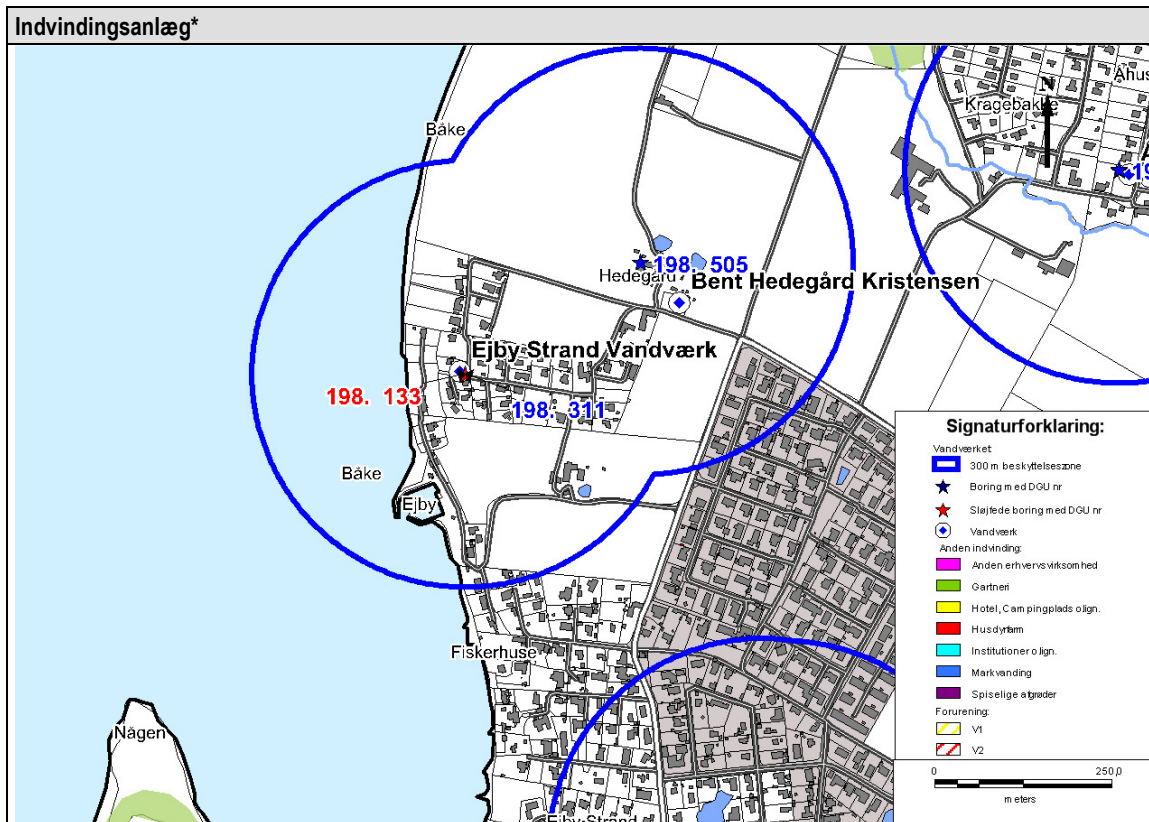 Indvindingsanlæg*
Åhus
N
Kragebakke
Båke
19
198. 505
Hedegård
Bent Hedegård Kristensen
Ejby Strand Vandværk
198. 133
198. 311
Båke
Ejby
Fiskerhuse
Någen
Ejby Strand
Signaturforklaring:
Vandværket
300 m beskyttelseszone
Boring med DGU nr
Sløjfede boring med DGU nr
Vandværk
Anden indvinding:
Anden erhvervsvirksomhed
Gartneri
Hotel, Campingplads o.lign.
Husdyrfarm
Institutioner o.lign.
Markvanding
Spiselige afgrøder
Forurening:
V1
V2
0 250,0
meters